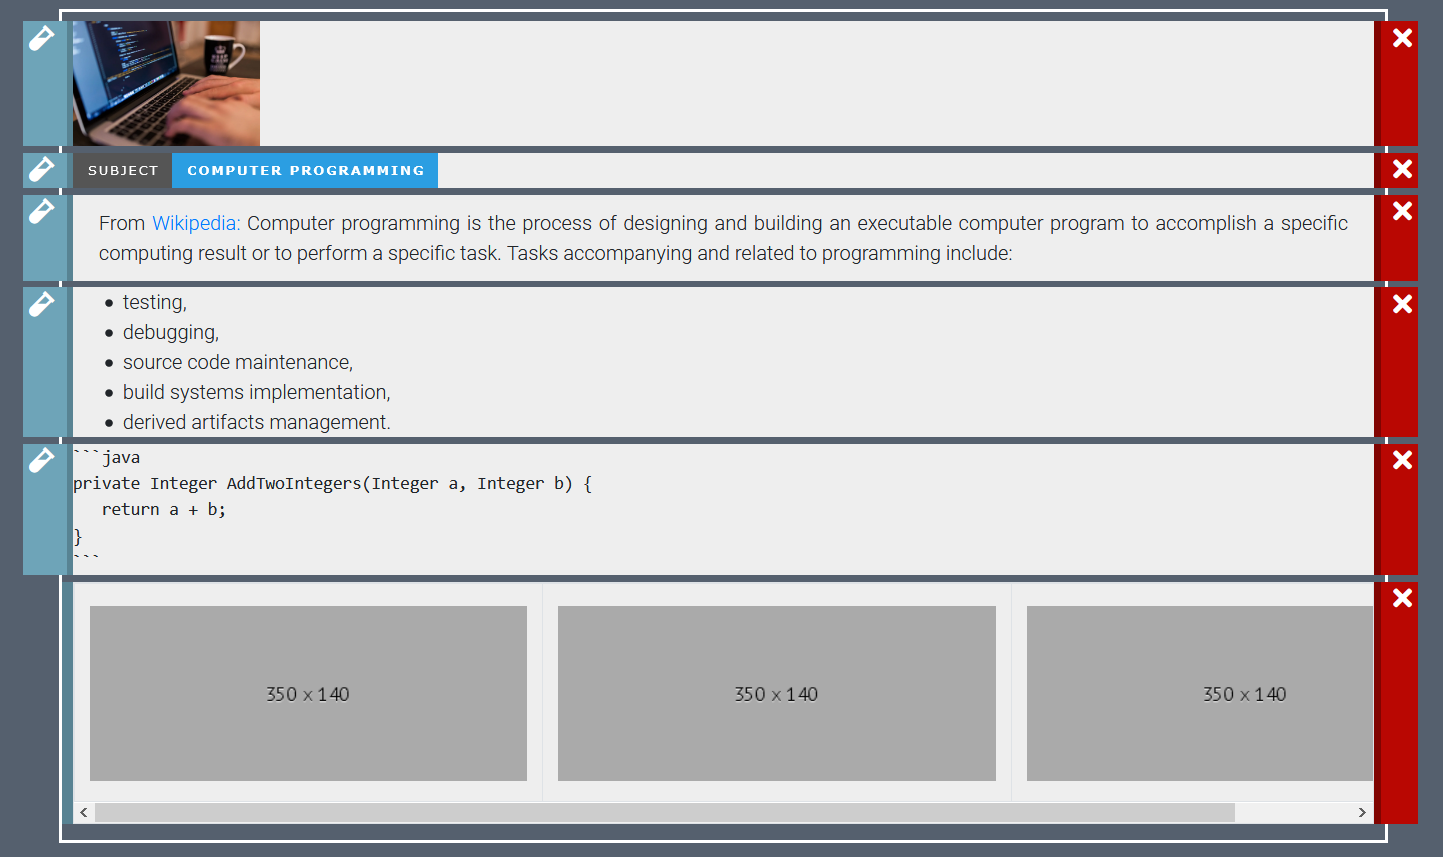 SUBJECT COMPUTER PROGRAMMING
From Wikipedia: Computer programming is the process of designing and building an executable computer program to accomplish a specific
computing result or to perform a specific task. Tasks accompanying and related to programming include:
• testing,
• debugging,
• source code maintenance,
• build systems implementation,
• derived artifacts management.
```java
private Integer AddTwoIntegers(Integer a, Integer b) {
   return a + b;
}
```
350 x 140 350 x 140 350 x 140